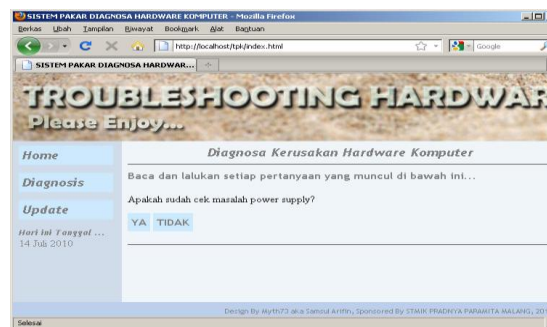 SISTEM PAKAR DIAGNOSA HARDWARE KOMPUTER - Mozilla Firefox
Berkas Ubah Tampilan Riwayat Bookmark Alat Bantuan
http://localhost/tpk/index.html
Google
SISTEM PAKAR DIAGNOSA HARDWAR...
TROUBLESHOOTING HARDWAR
Please Enjoy...
Home
Diagnosis
Update
Hari ini Tanggal ...
14 Juli 2010
Diagnosa Kerusakan Hardware Komputer
Baca dan lalukan setiap pertanyaan yang muncul di bawah ini...
Apakah sudah cek masalah power supply?
YA TIDAK
Design By Myth73 aka Samsul Arifin, Sponsored By STMIK PRADNYA PARAMITA MALANG, 20
Selesai